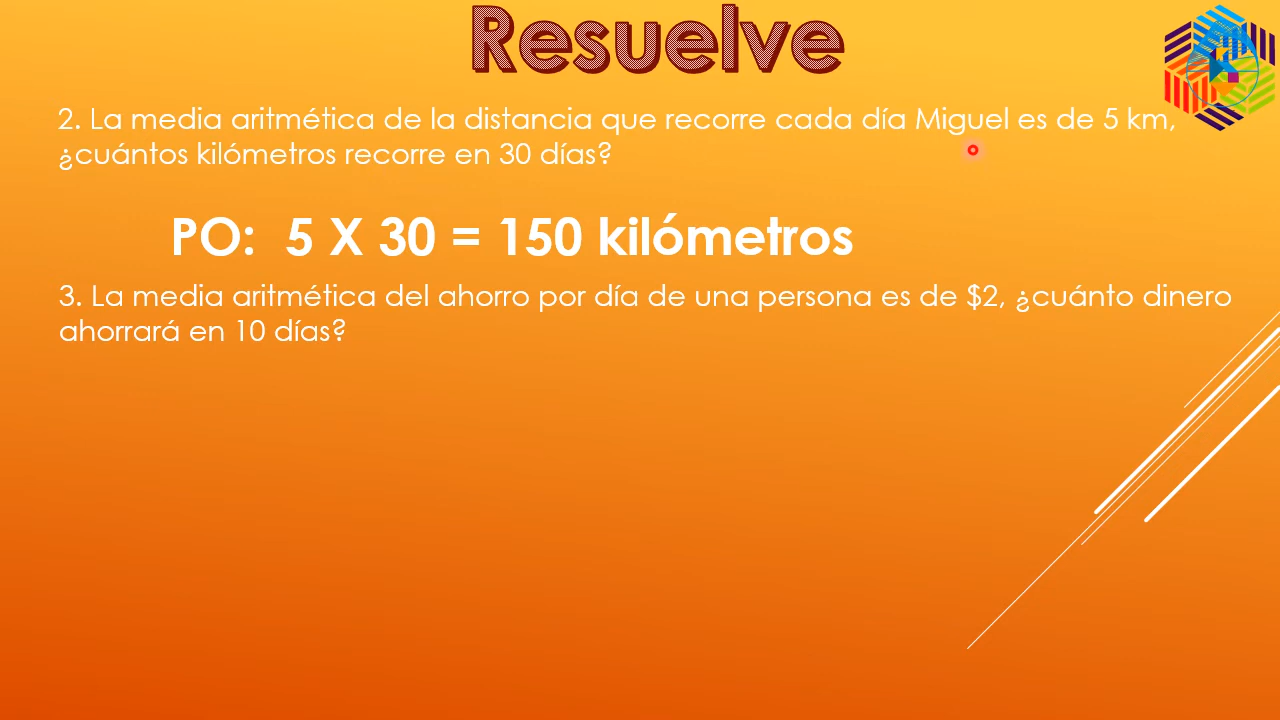 Resuelve
2. La media aritmética de la distancia que recorre cada día Miguel es de 5 km,
¿cuántos kilómetros recorre en 30 días?
PO: 5 X 30 = 150 kilómetros
3. La media aritmética del ahorro por día de una persona es de $2, ¿cuánto dinero
ahorrará en 10 días?